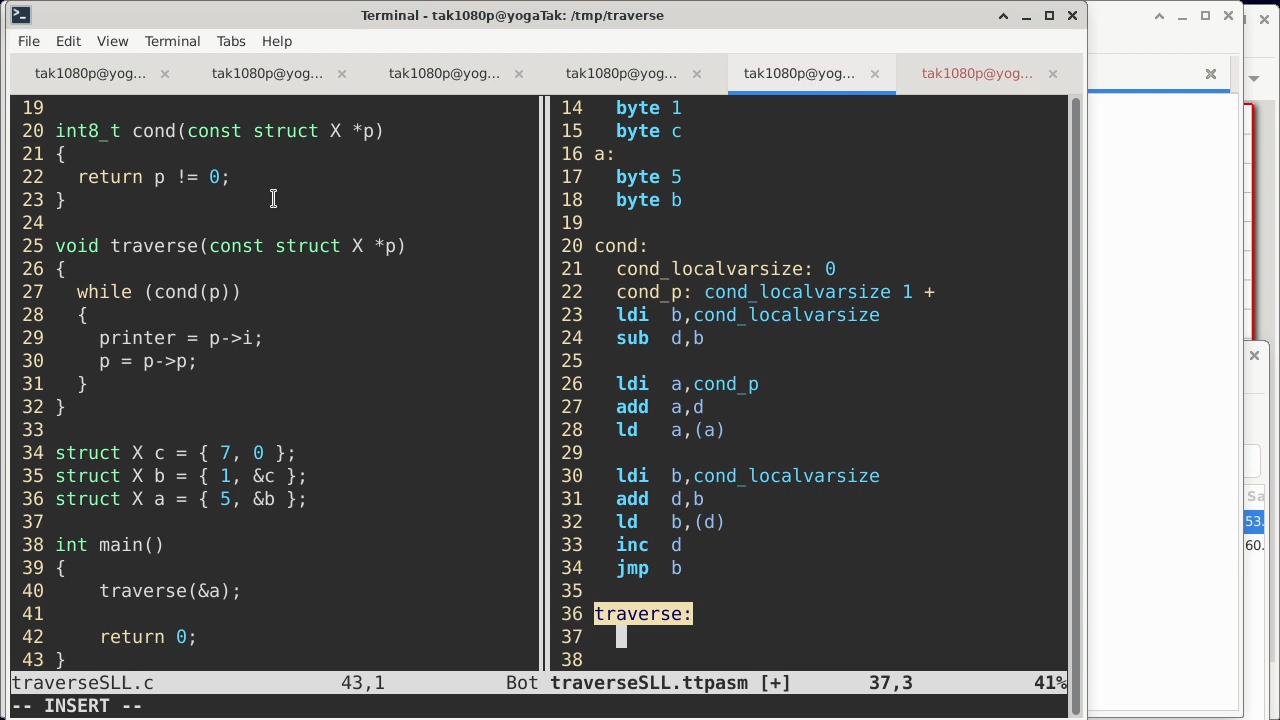 Terminal - tak1080p@yogaTak: /tmp/traverse
File Edit View Terminal Tabs Help
tak1080p@yog... tak1080p@yog... tak1080p@yog... tak1080p@yog... tak1080p@yog... tak1080p@yog...
19
20 int8_t cond(const struct X *p)
21 {
22   return p != 0;
23 }
24
25 void traverse(const struct X *p)
26 {
27   while (cond(p))
28   {
29     printer = p->i;
30     p = p->p;
31   }
32 }
33
34 struct X c = { 7, 0 };
35 struct X b = { 1, &c };
36 struct X a = { 5, &b };
37
38 int main()
39 {
40     traverse(&a);
41
42     return 0;
43 }
traverseSLL.c 43,1 Bot
14   byte 1
15   byte c
16 a:
17   byte 5
18   byte b
19
20 cond:
21   cond_localvarsize: 0
22   cond_p: cond_localvarsize 1 +
23   ldi  b,cond_localvarsize
24   sub  d,b
25
26   ldi  a,cond_p
27   add  a,d
28   ld   a,(a)
29
30   ldi  b,cond_localvarsize
31   add  d,b
32   ld   b,(d)
33   inc  d
34   jmp  b
35
36 traverse:
37
38
traverseSLL.ttpasm [+] 37,3 41%
-- INSERT --
Sa
53.
60.